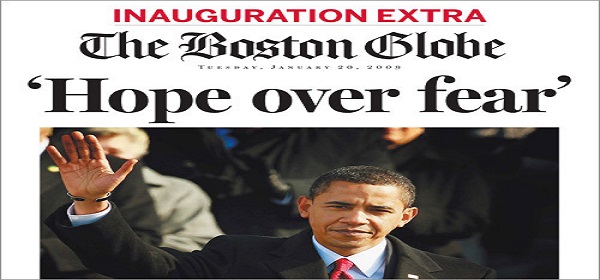 INAUGURATION EXTRA
The Boston Globe
TUESDAY, JANUARY 20, 2009
‘Hope over fear’